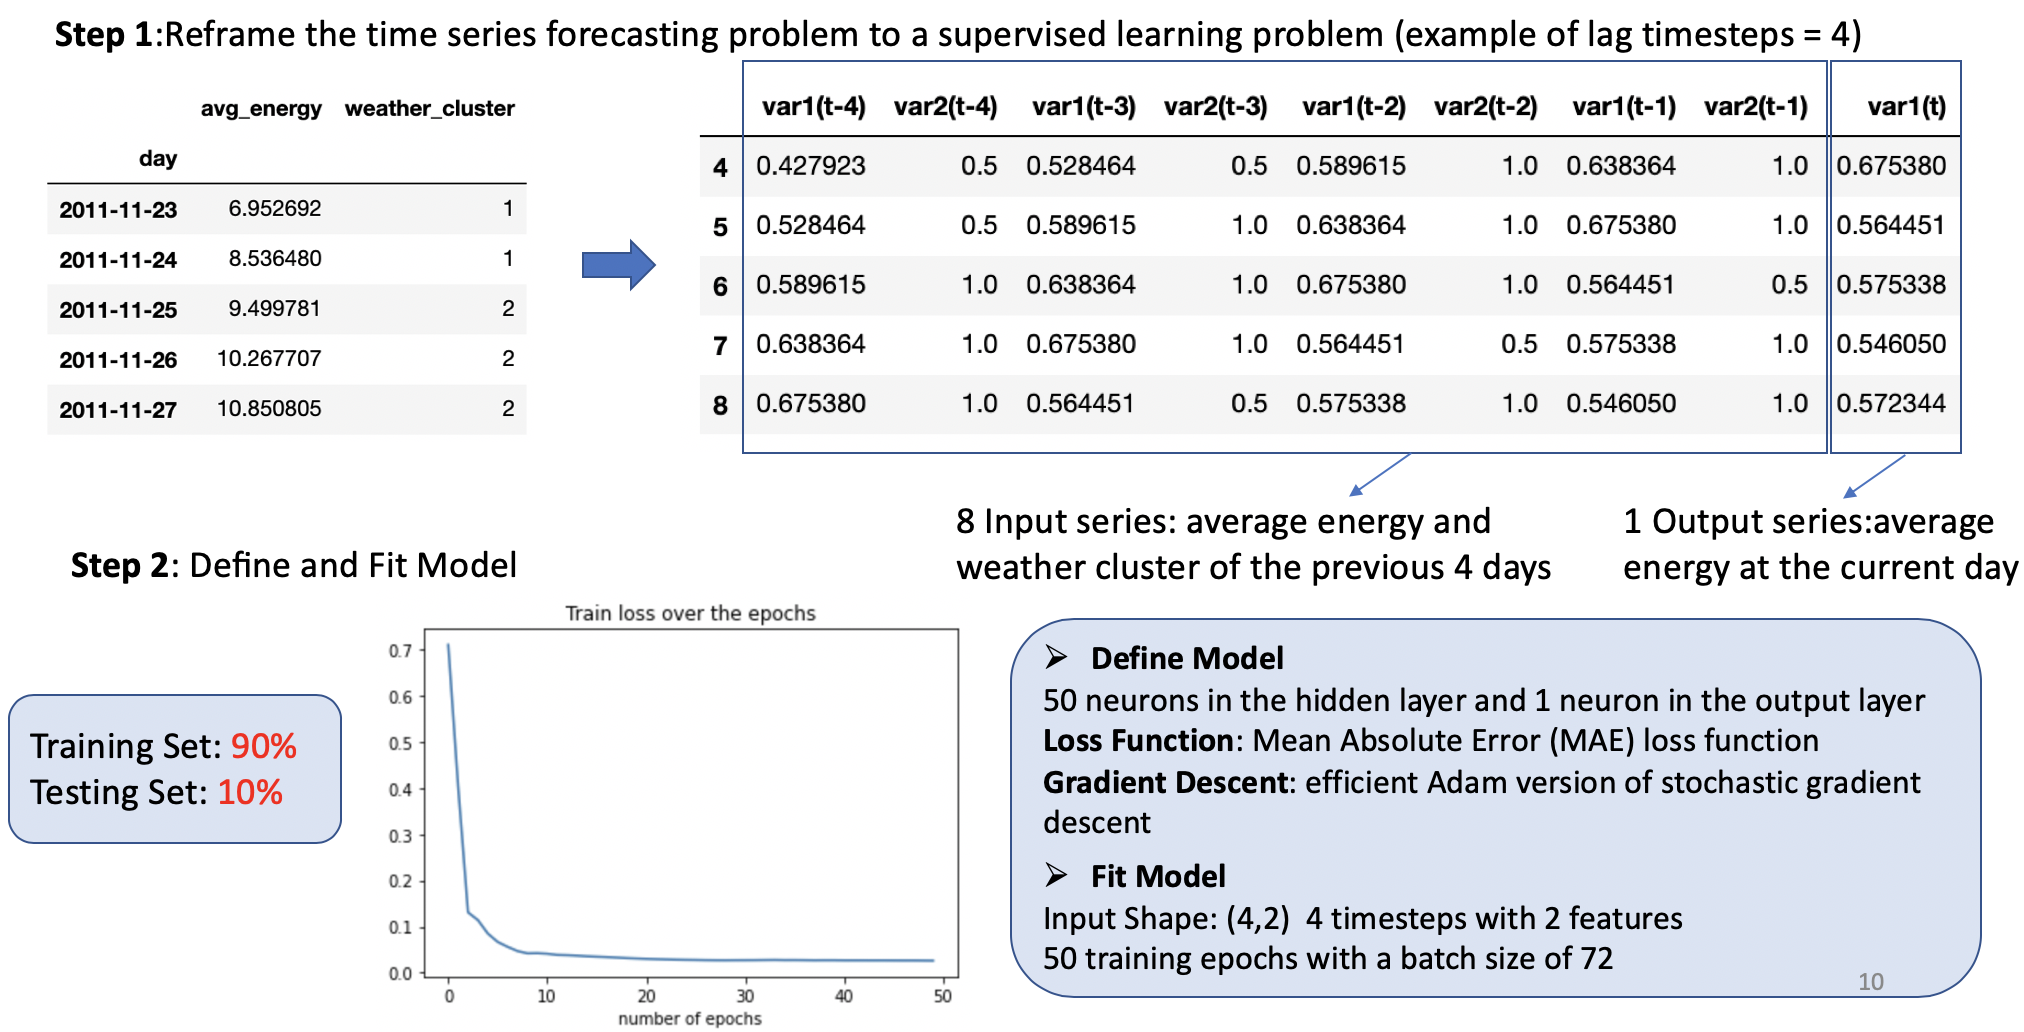 Step 1:Reframe the time series forecasting problem to a supervised learning problem (example of lag timesteps = 4)
avg_energy weather_cluster
day
2011-11-23 6.952692 1
2011-11-24 8.536480 1
2011-11-25 9.499781 2
2011-11-26 10.267707 2
2011-11-27 10.850805 2
var1(t-4) var2(t-4) var1(t-3) var2(t-3) var1(t-2) var2(t-2) var1(t-1) var2(t-1) var1(t)
4 0.427923 0.5 0.528464 0.5 0.589615 1.0 0.638364 1.0 0.675380
5 0.528464 0.5 0.589615 1.0 0.638364 1.0 0.675380 1.0 0.564451
6 0.589615 1.0 0.638364 1.0 0.675380 1.0 0.564451 0.5 0.575338
7 0.638364 1.0 0.675380 1.0 0.564451 0.5 0.575338 1.0 0.546050
8 0.675380 1.0 0.564451 0.5 0.575338 1.0 0.546050 1.0 0.572344
8 Input series: average energy and
weather cluster of the previous 4 days
1 Output series:average
energy at the current day
Step 2: Define and Fit Model
Training Set: 90%
Testing Set: 10%
Train loss over the epochs
0.7
0.6
0.5
0.4
0.3
0.2
0.1
0.0
0 10 20 30 40 50
number of epochs
➢ Define Model
50 neurons in the hidden layer and 1 neuron in the output layer
Loss Function: Mean Absolute Error (MAE) loss function
Gradient Descent: efficient Adam version of stochastic gradient
descent
➢ Fit Model
Input Shape: (4,2)  4 timesteps with 2 features
50 training epochs with a batch size of 72
10